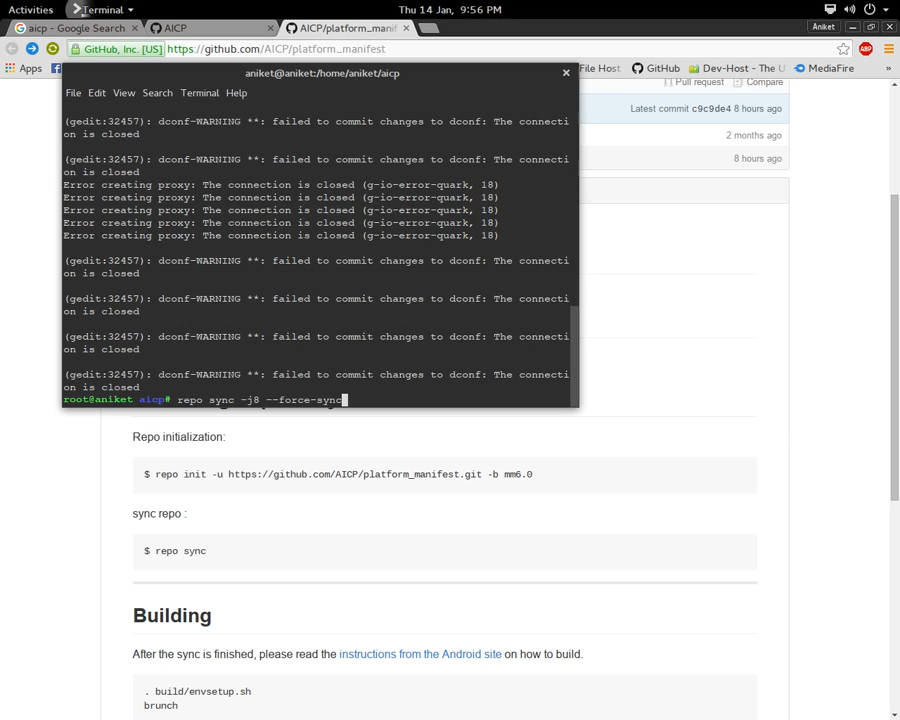 Activities
Terminal
Thu 14 Jan, 9:56 PM
aicp - Google Search
AICP
AICP/platform_manif
Aniket
GitHub, Inc. [US]
https://github.com/AICP/platform_manifest
ABP
Apps
File Host
GitHub
Dev-Host - The U
MediaFire
»
Pull request
Compare
Latest commit c9c9de4 8 hours ago
2 months ago
8 hours ago
aniket@aniket:/home/aniket/aicp
File Edit View Search Terminal Help
(gedit:32457): dconf-WARNING **: failed to commit changes to dconf: The connecti
on is closed
(gedit:32457): dconf-WARNING **: failed to commit changes to dconf: The connecti
on is closed
Error creating proxy: The connection is closed (g-io-error-quark, 18)
Error creating proxy: The connection is closed (g-io-error-quark, 18)
Error creating proxy: The connection is closed (g-io-error-quark, 18)
Error creating proxy: The connection is closed (g-io-error-quark, 18)
Error creating proxy: The connection is closed (g-io-error-quark, 18)
(gedit:32457): dconf-WARNING **: failed to commit changes to dconf: The connecti
on is closed
(gedit:32457): dconf-WARNING **: failed to commit changes to dconf: The connecti
on is closed
(gedit:32457): dconf-WARNING **: failed to commit changes to dconf: The connecti
on is closed
(gedit:32457): dconf-WARNING **: failed to commit changes to dconf: The connecti
on is closed
root@aniket aicp# repo sync -j8 --force-sync
Repo initialization:
$ repo init -u https://github.com/AICP/platform_manifest.git -b mm6.0
sync repo :
$ repo sync
Building
After the sync is finished, please read the instructions from the Android site on how to build.
. build/envsetup.sh
brunch